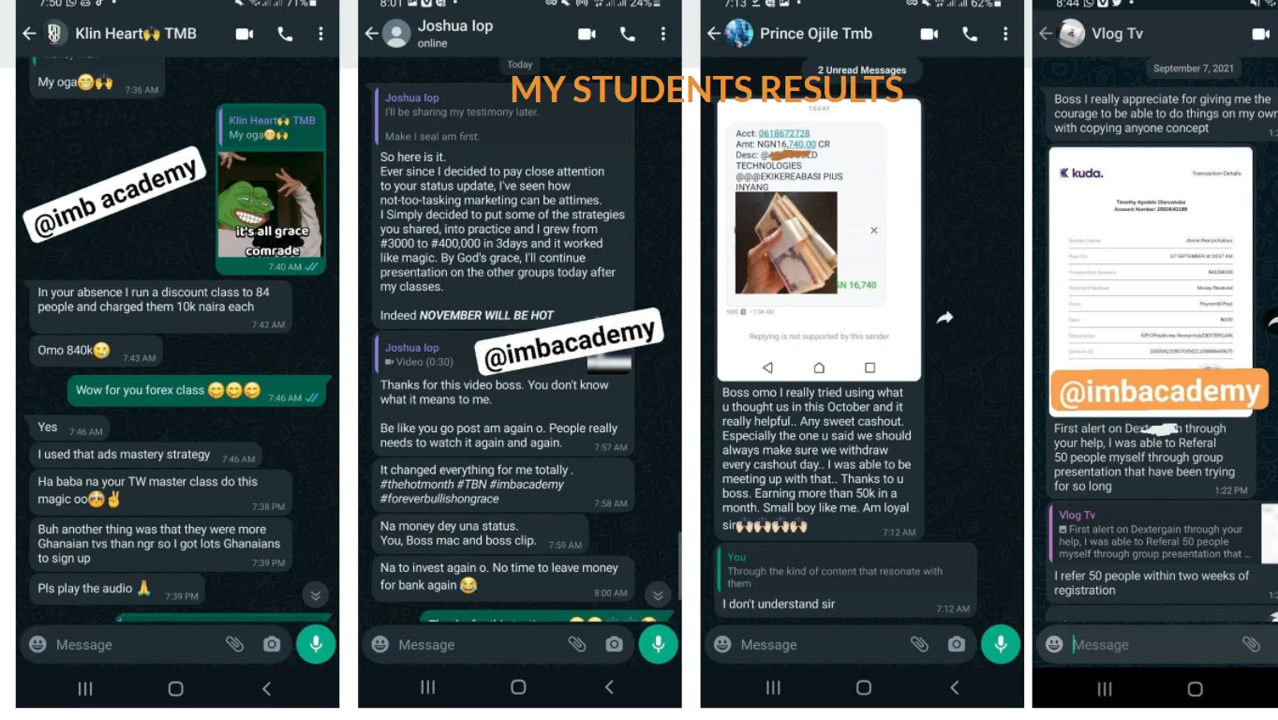 MY STUDENTS RESULTS
7:50
71%
Klin Heart🙌 TMB
My oga😁🙌
7:36 AM
Klin Heart🙌 TMB
My oga😁🙌
it's all grace
comrade
7:40 AM
@imb academy
In your absence I run a discount class to 84
people and charged them 10k naira each
7:42 AM
Omo 840k😢
7:43 AM
Wow for you forex class 😋😋😋
7:46 AM
Yes
7:46 AM
I used that ads mastery strategy
7:46 AM
Ha baba na your TW master class do this
magic oo🥺✌
7:38 PM
Buh another thing was that they were more
Ghanaian tvs than ngr so I got lots Ghanaians
to sign up
7:39 PM
Pls play the audio 🙏
7:39 PM
Message
8:01
24%
Joshua Iop
online
Today
Joshua Iop
I'll be sharing my testimony later.
Make I seal am first.
So here is it.
Ever since I decided to pay close attention
to your status update, I've seen how
not-too-tasking marketing can be attimes.
I Simply decided to put some of the strategies
you shared, into practice and I grew from
#3000 to #400,000 in 3days and it worked
like magic. By God's grace, I'll continue
presentation on the other groups today after
my classes.
Indeed NOVEMBER WILL BE HOT
@imbacademy
Joshua Iop
Video (0:30)
Thanks for this video boss. You don't know
what it means to me.
Be like you go post am again o. People really
needs to watch it again and again.
7:57 AM
It changed everything for me totally .
#thehotmonth #TBN #imbacademy
#foreverbullishongrace
7:58 AM
Na money dey una status.
You, Boss mac and boss clip.
7:59 AM
Na to invest again o. No time to leave money
for bank again 😂
8:00 AM
Message
7:13
62%
Prince Ojile Tmb
2 Unread Messages
TODAY
Acct: 0618672728
Amt: NGN16,740.00 CR
TECHNOLOGIES
@@@EKIKEREABASI PIUS
INYANG
GN 16,740
SMS • 7:04 AM
Replying is not supported by this sender
Boss omo I really tried using what
u thought us in this October and it
really helpful.. Any sweet cashout.
Especially the one u said we should
always make sure we withdraw
every cashout day.. I was able to be
meeting up with that.. Thanks to u
boss. Earning more than 50k in a
month. Small boy like me. Am loyal
sir🙌🏻🙌🏻🙌🏻🙌🏻🙌🏻
7:12 AM
You
Through the kind of content that resonate with
them
I don't understand sir
7:12 AM
Message
8:44
Vlog Tv
September 7, 2021
Boss I really appreciate for giving me the
courage to be able to do things on my own
with copying anyone concept
kuda.
Transaction Details
@imbacademy
First alert on through
your help, I was able to Referal
50 people myself through group
presentation that have been trying
for so long
1:22 PM
Vlog Tv
First alert on Dextergain through your
help, I was able to Referal 50 people
myself through group presentation that ...
I refer 50 people within two weeks of
registration
Message